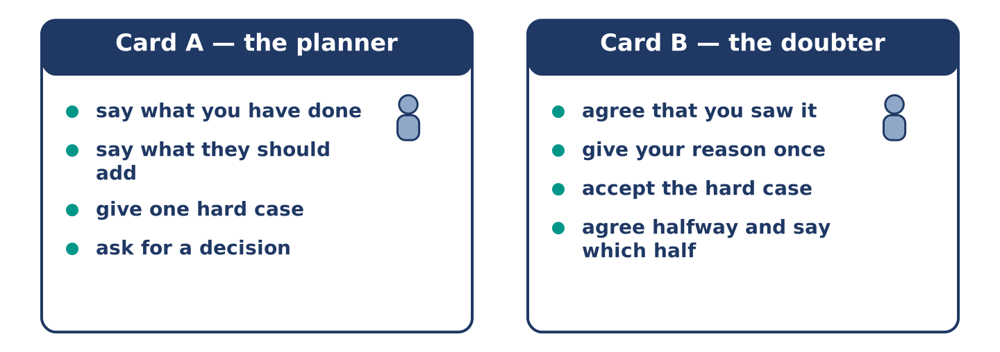 Card A — the planner
say what you have done
say what they should
add
give one hard case
ask for a decision
Card B — the doubter
agree that you saw it
give your reason once
accept the hard case
agree halfway and say
which half